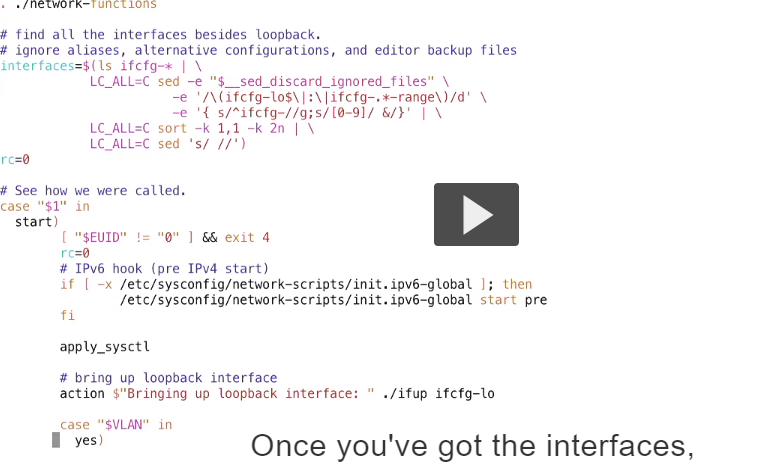 . ./network-functions
# find all the interfaces besides loopback.
# ignore aliases, alternative configurations, and editor backup files
interfaces=$(ls ifcfg-* | \
            LC_ALL=C sed -e "$__sed_discard_ignored_files" \
                       -e '/\(ifcfg-lo$\|:\|ifcfg-.*-range\)/d' \
                       -e '{ s/^ifcfg-//g;s/[0-9]/ &/}' | \
            LC_ALL=C sort -k 1,1 -k 2n | \
            LC_ALL=C sed 's/ //')
rc=0
# See how we were called.
case "$1" in
  start)
        [ "$EUID" != "0" ] && exit 4
        rc=0
        # IPv6 hook (pre IPv4 start)
        if [ -x /etc/sysconfig/network-scripts/init.ipv6-global ]; then
                /etc/sysconfig/network-scripts/init.ipv6-global start pre
        fi
        apply_sysctl
        # bring up loopback interface
        action $"Bringing up loopback interface: " ./ifup ifcfg-lo
        case "$VLAN" in
          yes)
Once you've got the interfaces,